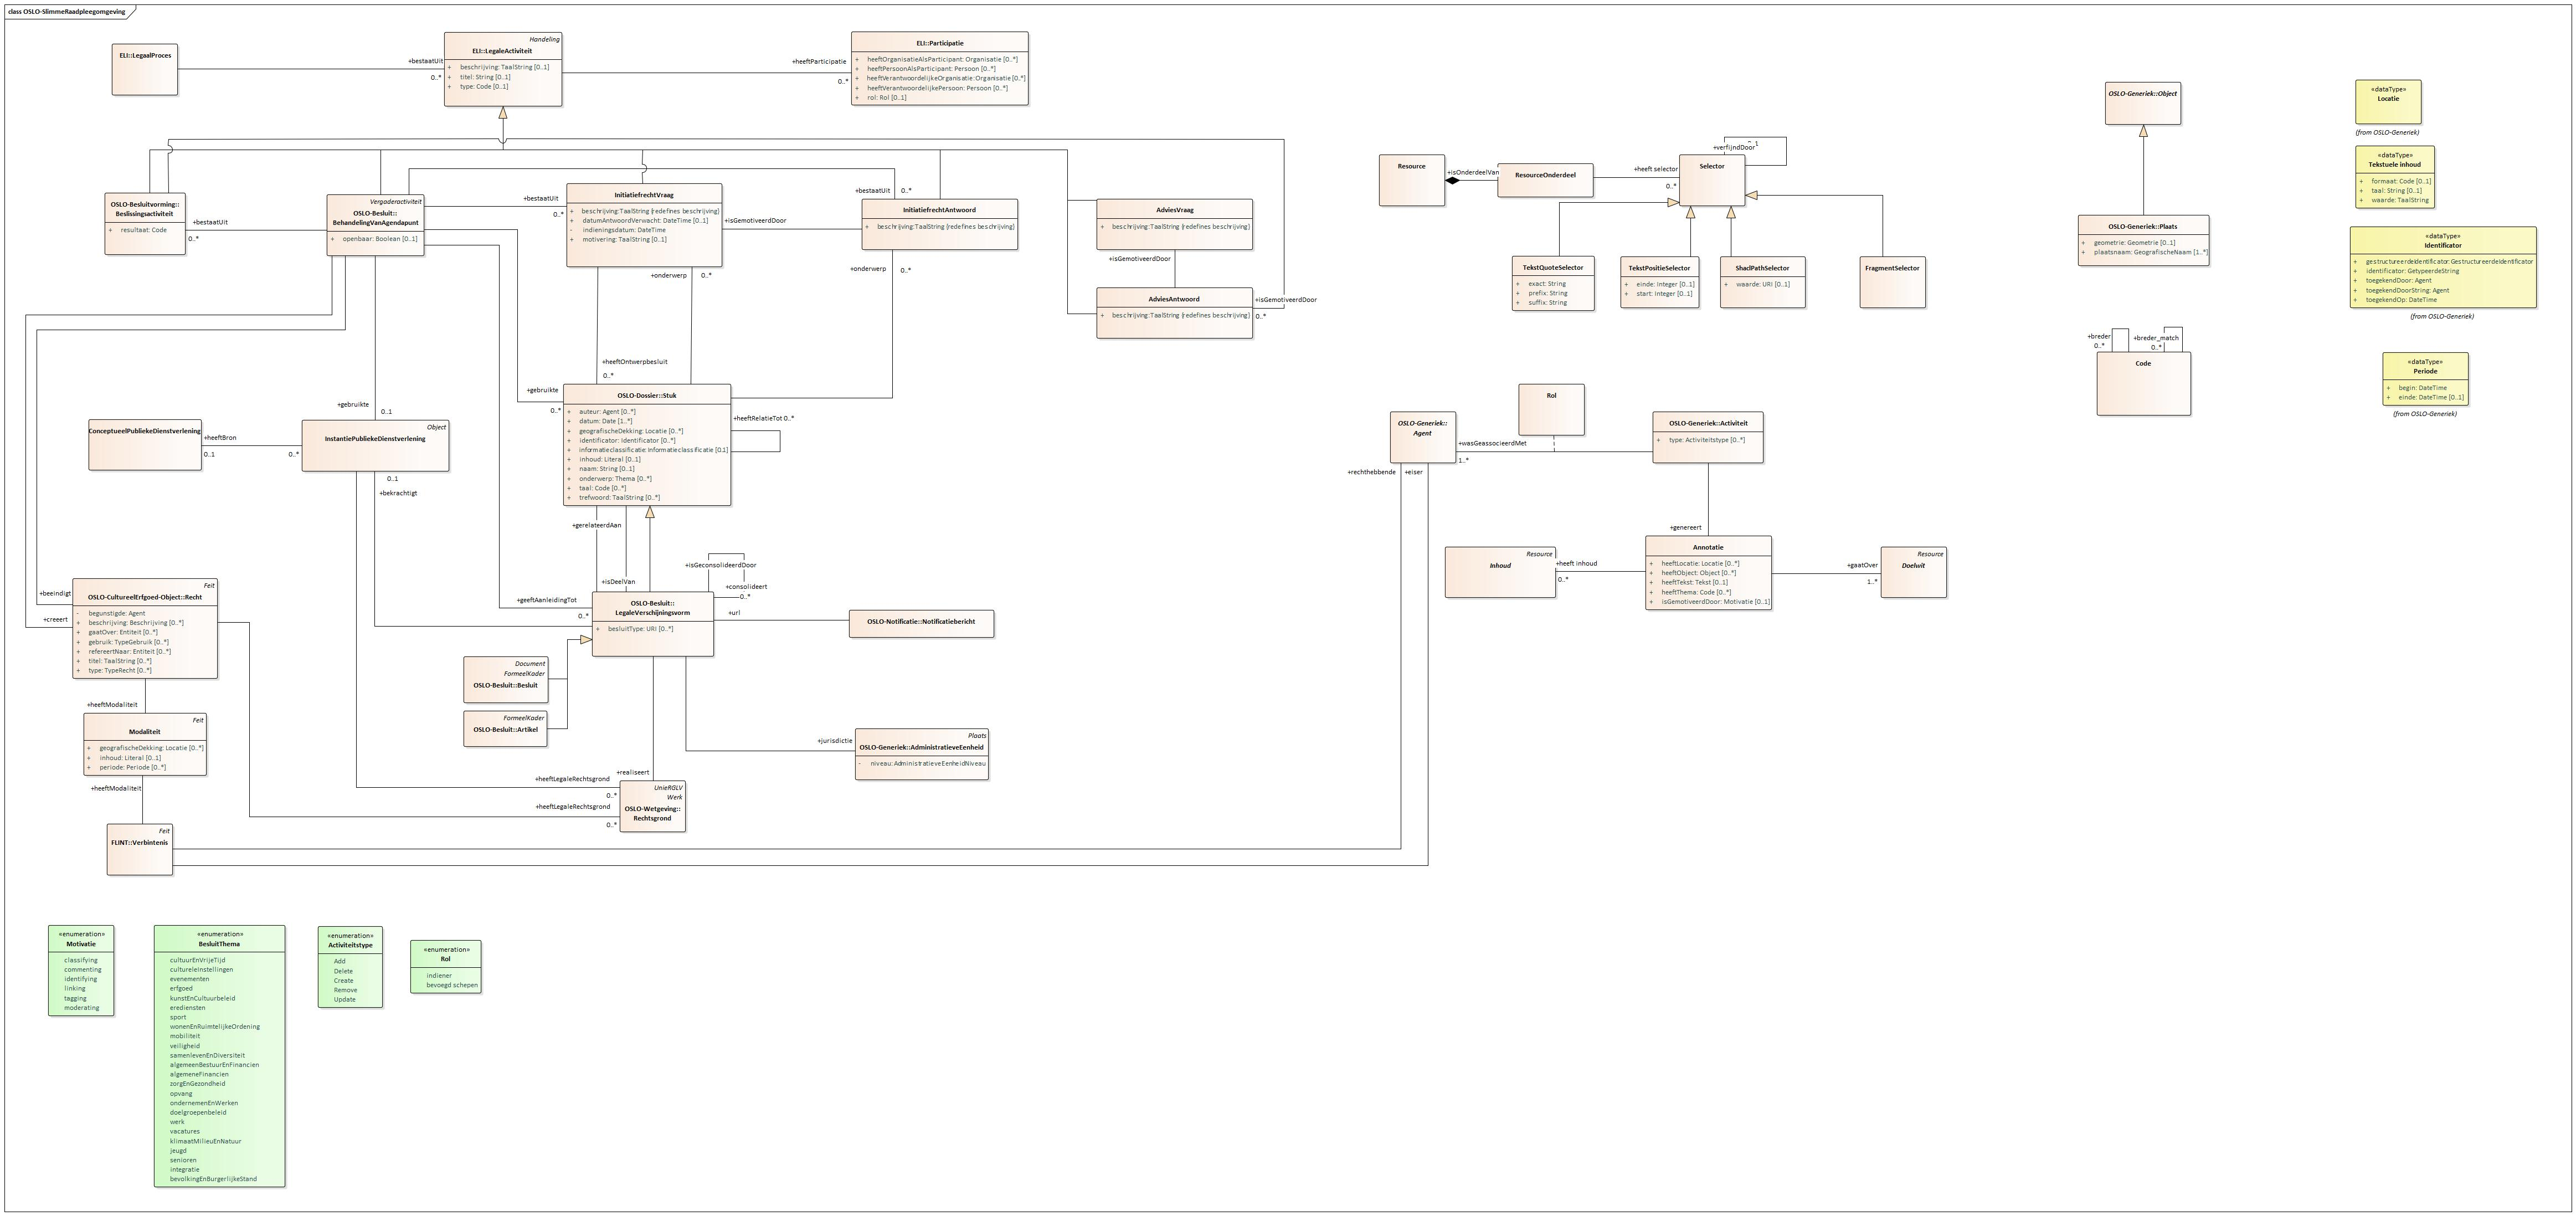 class OSLO-SlimmeRaadpleegomgeving
ELI::LegaalProces
+bestaatUit
0..*
Handeling
ELI::LegaleActiviteit
+ beschrijving: TaalString [0..1]
+ titel: String [0..1]
+ type: Code [0..1]
+heeftParticipatie
0..*
ELI::Participatie
+ heeftOrganisatieAlsParticipant: Organisatie [0..*]
+ heeftPersoonAlsParticipant: Persoon [0..*]
+ heeftVerantwoordelijkeOrganisatie: Organisatie [0..*]
+ heeftVerantwoordelijkePersoon: Persoon [0..*]
+ rol: Rol [0..1]
OSLO-Besluitvorming::
Beslissingsactiviteit
+ resultaat: Code
+bestaatUit
0..*
Vergaderactiviteit
OSLO-Besluit::
BehandelingVanAgendapunt
+ openbaar: Boolean [0..1]
+bestaatUit
0..*
InitiatiefrechtVraag
+ beschrijving: TaalString {redefines beschrijving}
+ datumAntwoordVerwacht: DateTime [0..1]
- indieningsdatum: DateTime
+ motivering: TaalString [0..1]
+isGemotiveerdDoor
+bestaatUit
0..*
InitiatiefrechtAntwoord
+ beschrijving: TaalString {redefines beschrijving}
AdviesVraag
+ beschrijving: TaalString {redefines beschrijving}
+isGemotiveerdDoor
AdviesAntwoord
+ beschrijving: TaalString {redefines beschrijving}
+isGemotiveerdDoor
0..*
+onderwerp
0..*
+onderwerp
0..*
+heeftOntwerpbesluit
0..*
+gebruikte
0..*
OSLO-Dossier::Stuk
+ auteur: Agent [0..*]
+ datum: Date [1..*]
+ geografischeDekking: Locatie [0..*]
+ identificator: Identificator [0..*]
+ informatieclassificatie: Informatieclassificatie [0..1]
+ inhoud: Literal [0..1]
+ naam: String [0..1]
+ onderwerp: Thema [0..*]
+ taal: Code [0..*]
+ trefwoord: TaalString [0..*]
+heeftRelatieTot 0..*
+gebruikte
0..1
ConceptueelPubliekeDienstverlening
+heeftBron
0..1
0..*
Object
InstantiePubliekeDienstverlening
0..1
+bekrachtigt
+gerelateerdAan
+isDeelVan
+isGeconsolideerdDoor
+consolideert
0..*
+geeftAanleidingTot
0..*
OSLO-Besluit::
LegaleVerschijningsvorm
+ besluitType: URI [0..*]
+url
OSLO-Notificatie::Notificatiebericht
+beeindigt
+creeert
Feit
OSLO-CultureelErfgoed-Object::Recht
- begunstigde: Agent
+ beschrijving: Beschrijving [0..*]
+ gaatOver: Entiteit [0..*]
+ gebruik: TypeGebruik [0..*]
+ refereertNaar: Entiteit [0..*]
+ titel: TaalString [0..*]
+ type: TypeRecht [0..*]
+heeftModaliteit
Feit
Modaliteit
+ geografischeDekking: Locatie [0..*]
+ inhoud: Literal [0..1]
+ periode: Periode [0..*]
+heeftModaliteit
Feit
FLINT::Verbintenis
Document
FormeelKader
OSLO-Besluit::Besluit
FormeelKader
OSLO-Besluit::Artikel
+jurisdictie
Plaats
OSLO-Generiek::AdministratieveEenheid
- niveau: AdministratieveEenheidNiveau
+realiseert
+heeftLegaleRechtsgrond
0..*
+heeftLegaleRechtsgrond
0..*
UnieRGLV
Werk
OSLO-Wetgeving::
Rechtsgrond
Resource
+isOnderdeelVan
ResourceOnderdeel
+heeft selector
0..*
Selector
+verfijndDoor
1
TekstQuoteSelector
+ exact: String
+ prefix: String
+ suffix: String
TekstPositieSelector
+ einde: Integer [0..1]
+ start: Integer [0..1]
ShaclPathSelector
+ waarde: URI [0..1]
FragmentSelector
OSLO-Generiek::
Agent
+rechthebbende
+eiser
+wasGeassocieerdMet
1..*
Rol
OSLO-Generiek::Activiteit
+ type: Activiteitstype [0..*]
+genereert
Annotatie
+ heeftLocatie: Locatie [0..*]
+ heeftObject: Object [0..*]
+ heeftTekst: Tekst [0..1]
+ heeftThema: Code [0..*]
+ isGemotiveerdDoor: Motivatie [0..1]
Resource
Inhoud
+heeft inhoud
0..*
+gaatOver
1..*
Resource
Doelwit
OSLO-Generiek::Object
OSLO-Generiek::Plaats
+ geometrie: Geometrie [0..1]
+ plaatsnaam: GeografischeNaam [1..*]
+breder
0..*
+breder_match
0..*
Code
«dataType»
Locatie
(from OSLO-Generiek)
«dataType»
Tekstuele inhoud
+ formaat: Code [0..1]
+ taal: String [0..1]
+ waarde: TaalString
«dataType»
Identificator
+ gestructureerdeIdentificator: GestructureerdeIdentificator
+ identificator: GetypeerdeString
+ toegekendDoor: Agent
+ toegekendDoorString: Agent
+ toegekendOp: DateTime
(from OSLO-Generiek)
«dataType»
Periode
+ begin: DateTime
+ einde: DateTime [0..1]
(from OSLO-Generiek)
«enumeration»
Motivatie
classifying
commenting
identifying
linking
tagging
moderating
«enumeration»
BesluitThema
cultuurEnVrijeTijd
cultureleInstellingen
evenementen
erfgoed
kunstEnCultuurbeleid
erediensten
sport
wonenEnRuimtelijkeOrdening
mobiliteit
veiligheid
samenlevenEnDiversiteit
algemeenBestuurEnFinancien
algemeneFinancien
zorgEnGezondheid
opvang
ondernemenEnWerken
doelgroepenbeleid
werk
vacatures
klimaatMilieuEnNatuur
jeugd
senioren
integratie
bevolkingEnBurgerlijkeStand
«enumeration»
Activiteitstype
Add
Delete
Create
Remove
Update
«enumeration»
Rol
indiener
bevoegd schepen